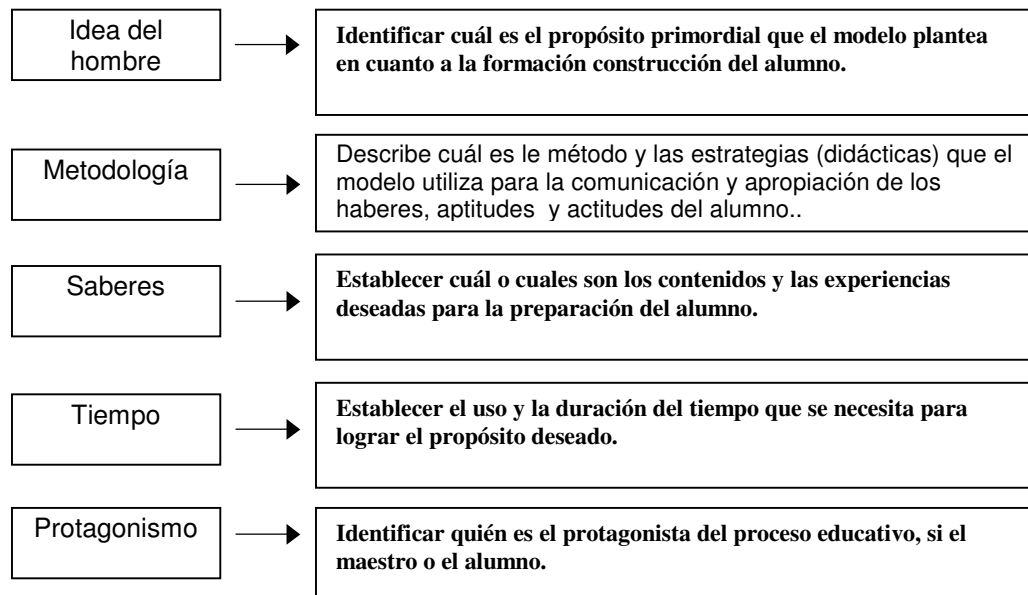 Idea del
hombre
Identificar cuál es el propósito primordial que el modelo plantea
en cuanto a la formación construcción del alumno.
Metodología
Describe cuál es le método y las estrategias (didácticas) que el
modelo utiliza para la comunicación y apropiación de los
haberes, aptitudes  y actitudes del alumno..
Saberes
Establecer cuál o cuales son los contenidos y las experiencias
deseadas para la preparación del alumno.
Tiempo
Establecer el uso y la duración del tiempo que se necesita para
lograr el propósito deseado.
Protagonismo
Identificar quién es el protagonista del proceso educativo, si el
maestro o el alumno.